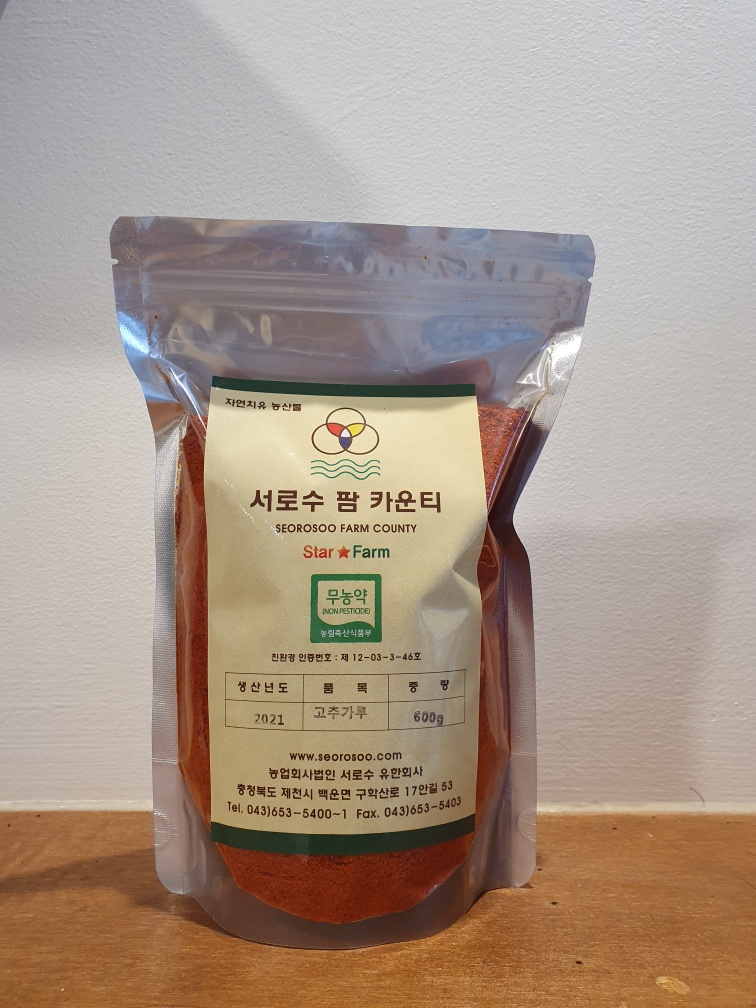 자연치유 농산물
서로수 팜 카운티
SEOROSOO FARM COUNTY
Star★Farm
무농약
(NON PESTICIDE)
농림축산식품부
친환경 인증번호 : 제 12-03-3-46호
생산년도 품 목 중 량
2021 고추가루 600g
www.seorosoo.com
농업회사법인 서로수 유한회사
충청북도 제천시 백운면 구학산로 17안길 53
Tel. 043)653-5400~1 Fax. 043)653-5403